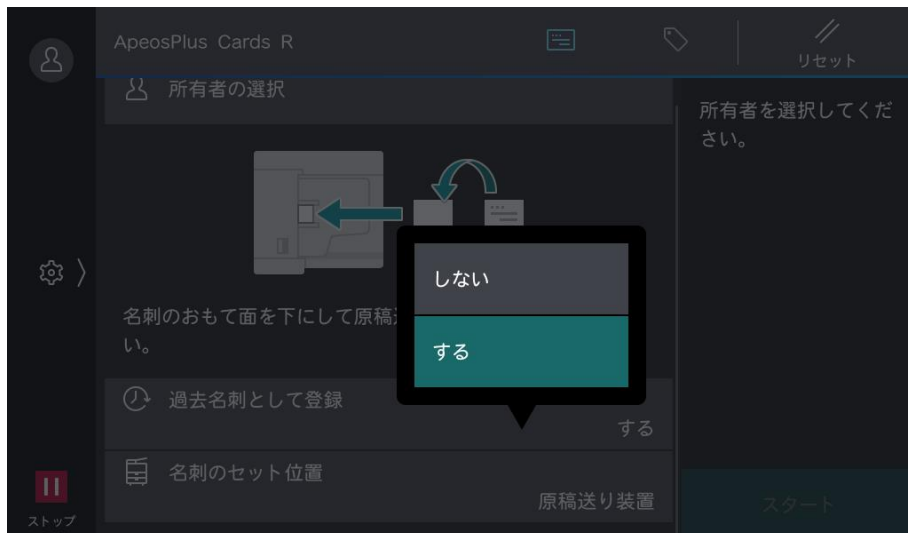 ApeosPlus Cards R
リセット
所有者の選択
所有者を選択してくだ
さい。
しない
名刺のおもて面を下にして原稿
い。
する
過去名刺として登録
する
名刺のセット位置
原稿送り装置
ストップ
スタート